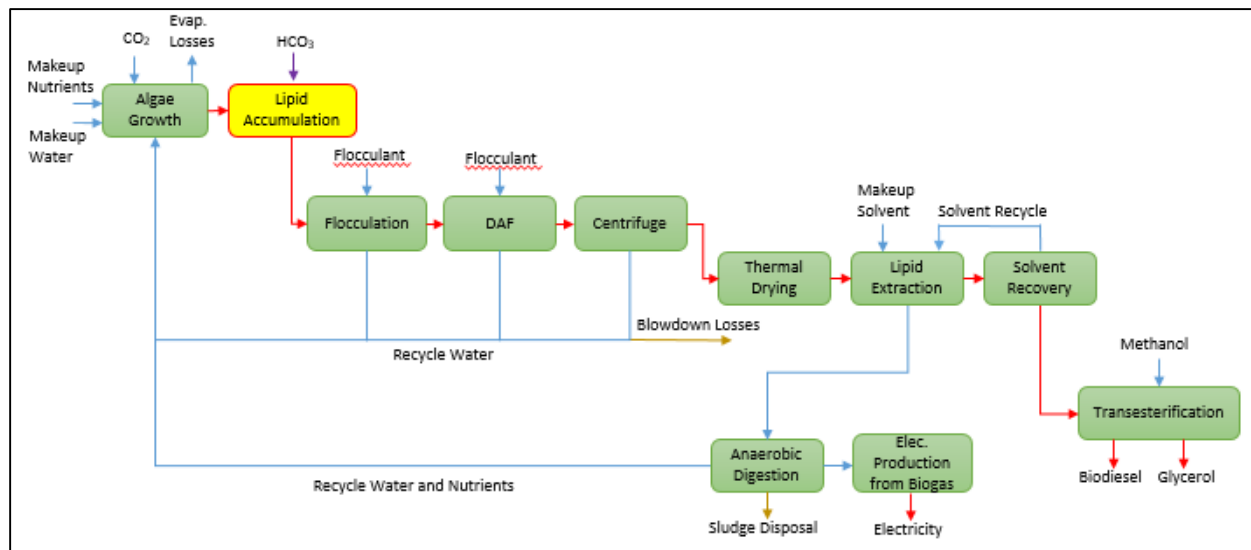 CO₂
Evap.
Losses
HCO₃
Makeup
Nutrients
Algae
Growth
Lipid
Accumulation
Makeup
Water
Flocculant
Flocculant
Flocculation
DAF
Centrifuge
Makeup
Solvent
Solvent Recycle
Thermal
Drying
Lipid
Extraction
Solvent
Recovery
Blowdown Losses
Recycle Water
Methanol
Transesterification
Biodiesel
Glycerol
Anaerobic
Digestion
Elec.
Production
from Biogas
Recycle Water and Nutrients
Sludge Disposal
Electricity